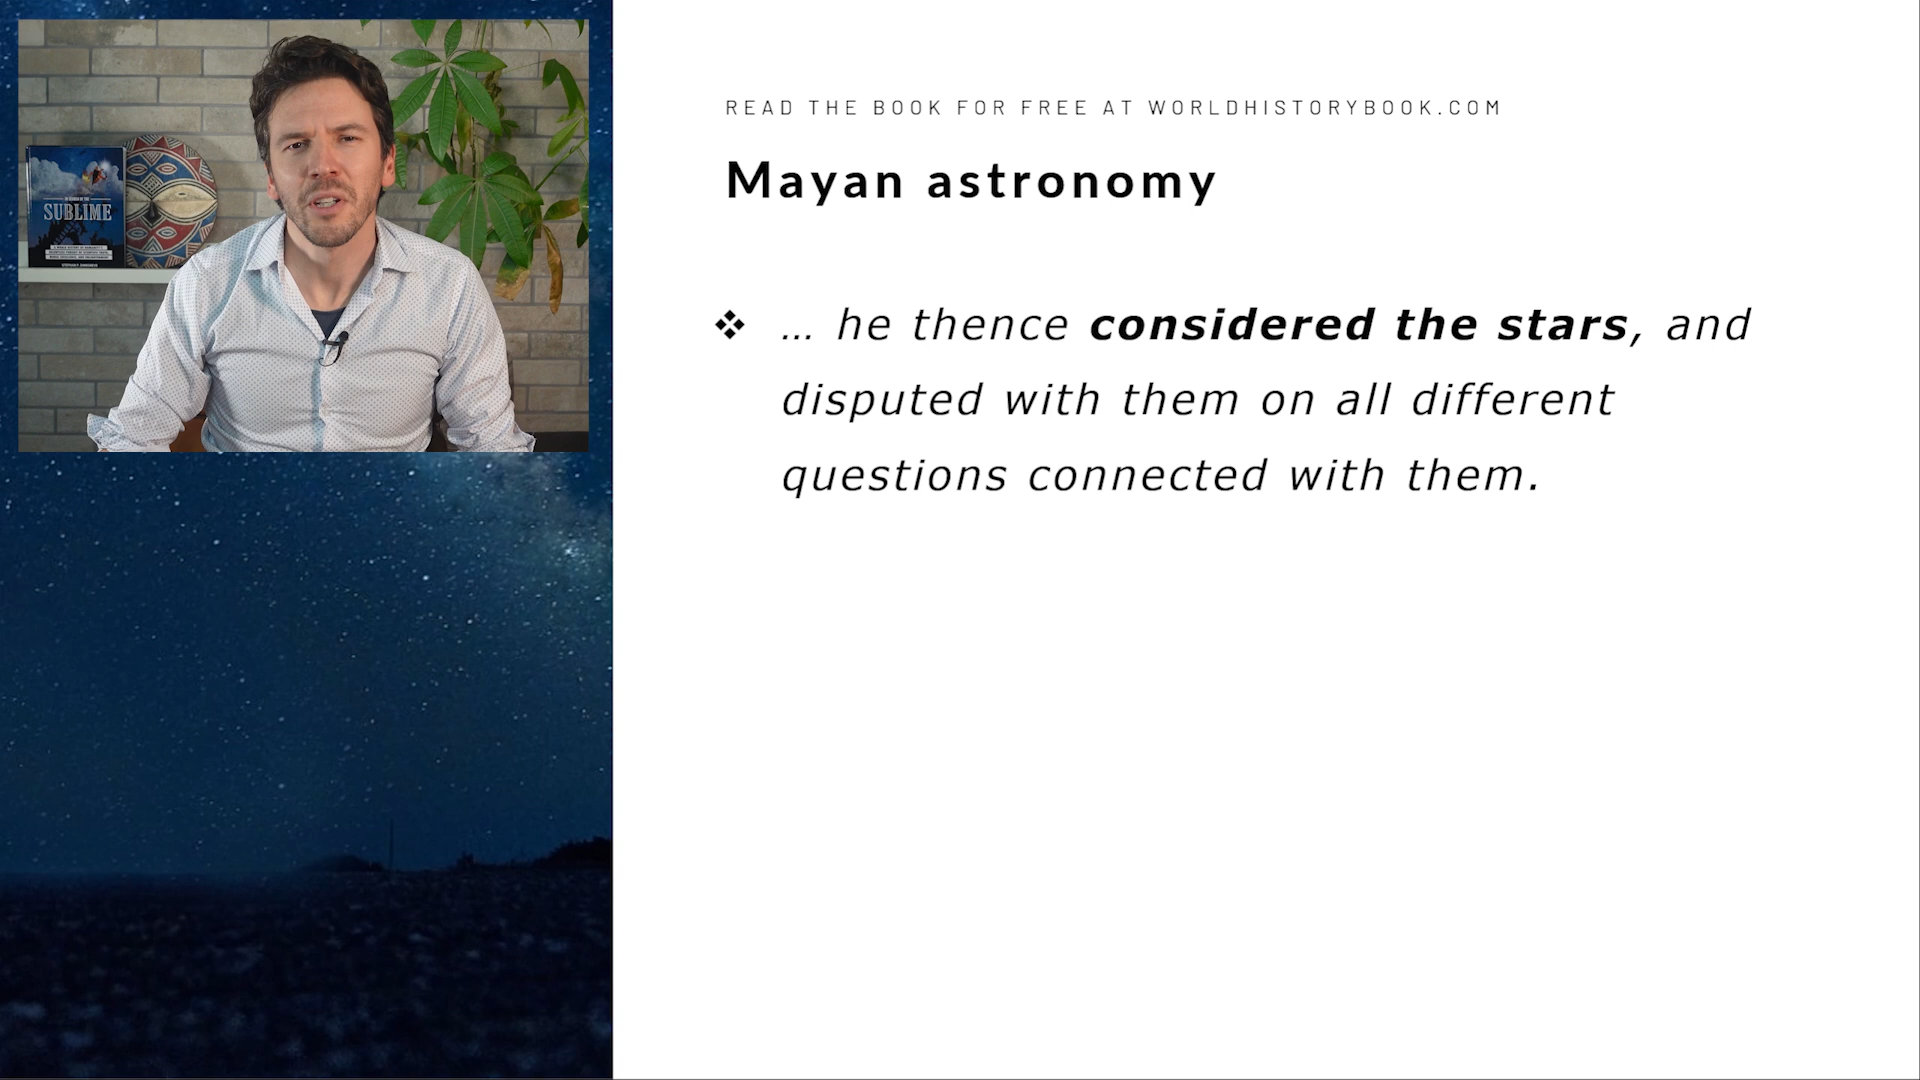 READ THE BOOK FOR FREE AT WORLDHISTORYBOOK.COM
Mayan astronomy
❖ … he thence considered the stars, and
disputed with them on all different
questions connected with them.
SUBLIME